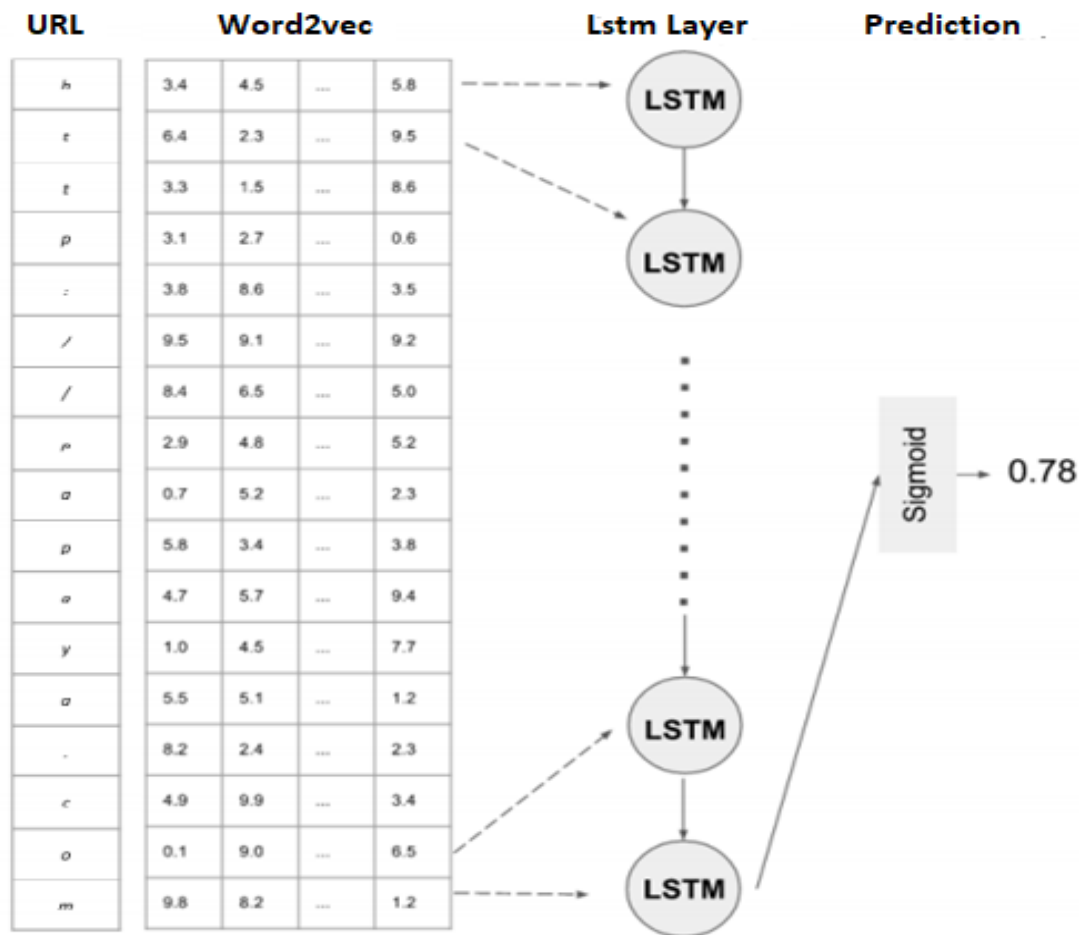 URL Word2vec Lstm Layer Prediction
h 3.4 4.5 ... 5.8 LSTM
t 6.4 2.3 ... 9.5
t 3.3 1.5 ... 8.6
p 3.1 2.7 ... 0.6 LSTM
: 3.8 8.6 ... 3.5
/ 9.5 9.1 ... 9.2
/ 8.4 6.5 ... 5.0
p 2.9 4.8 ... 5.2
a 0.7 5.2 ... 2.3 Sigmoid 0.78
p 5.8 3.4 ... 3.8
a 4.7 5.7 ... 9.4
y 1.0 4.5 ... 7.7
a 5.5 5.1 ... 1.2
. 8.2 2.4 ... 2.3 LSTM
c 4.9 9.9 ... 3.4
o 0.1 9.0 ... 6.5
m 9.8 8.2 ... 1.2 LSTM